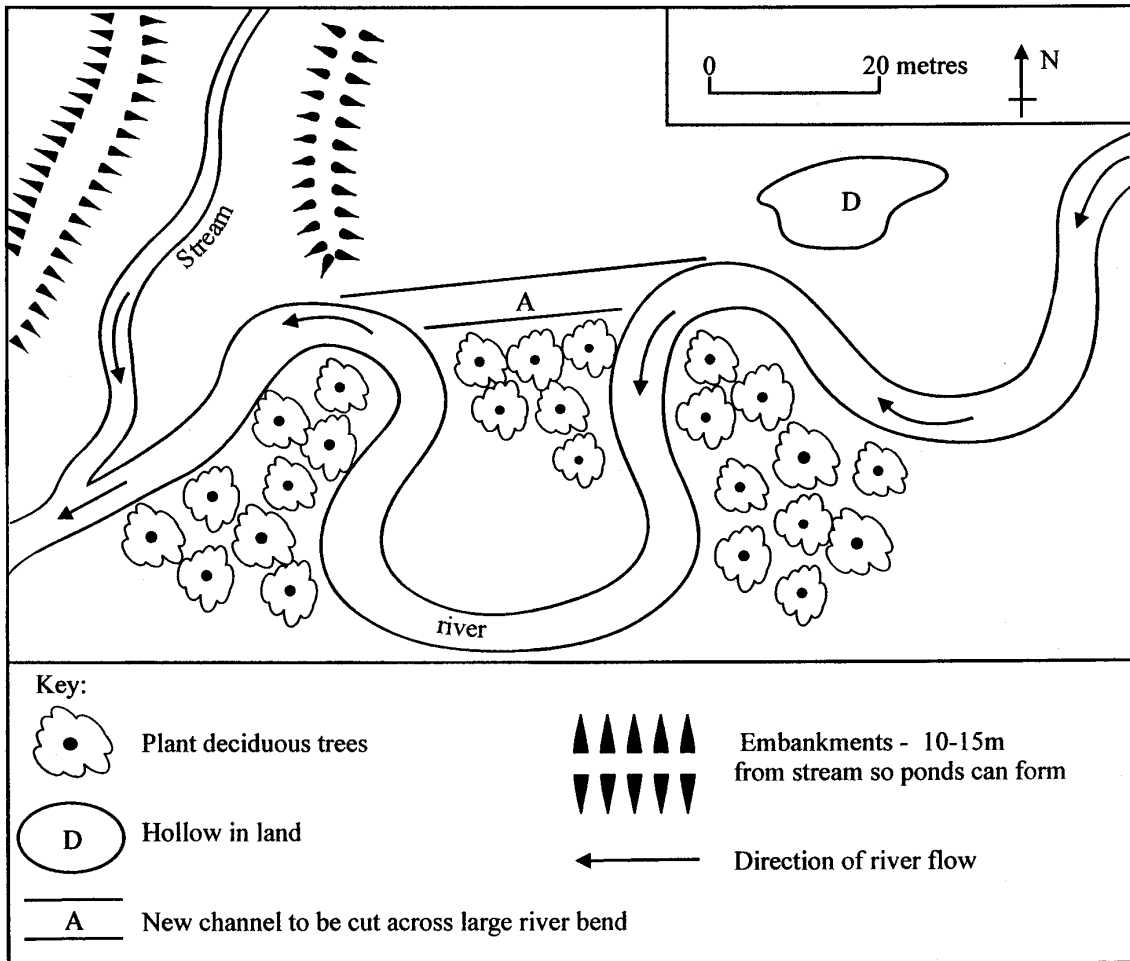 0 20 metres
N
D
Stream
A
river
Key:
Plant deciduous trees
Embankments - 10-15m
from stream so ponds can form
D
Hollow in land
Direction of river flow
A
New channel to be cut across large river bend